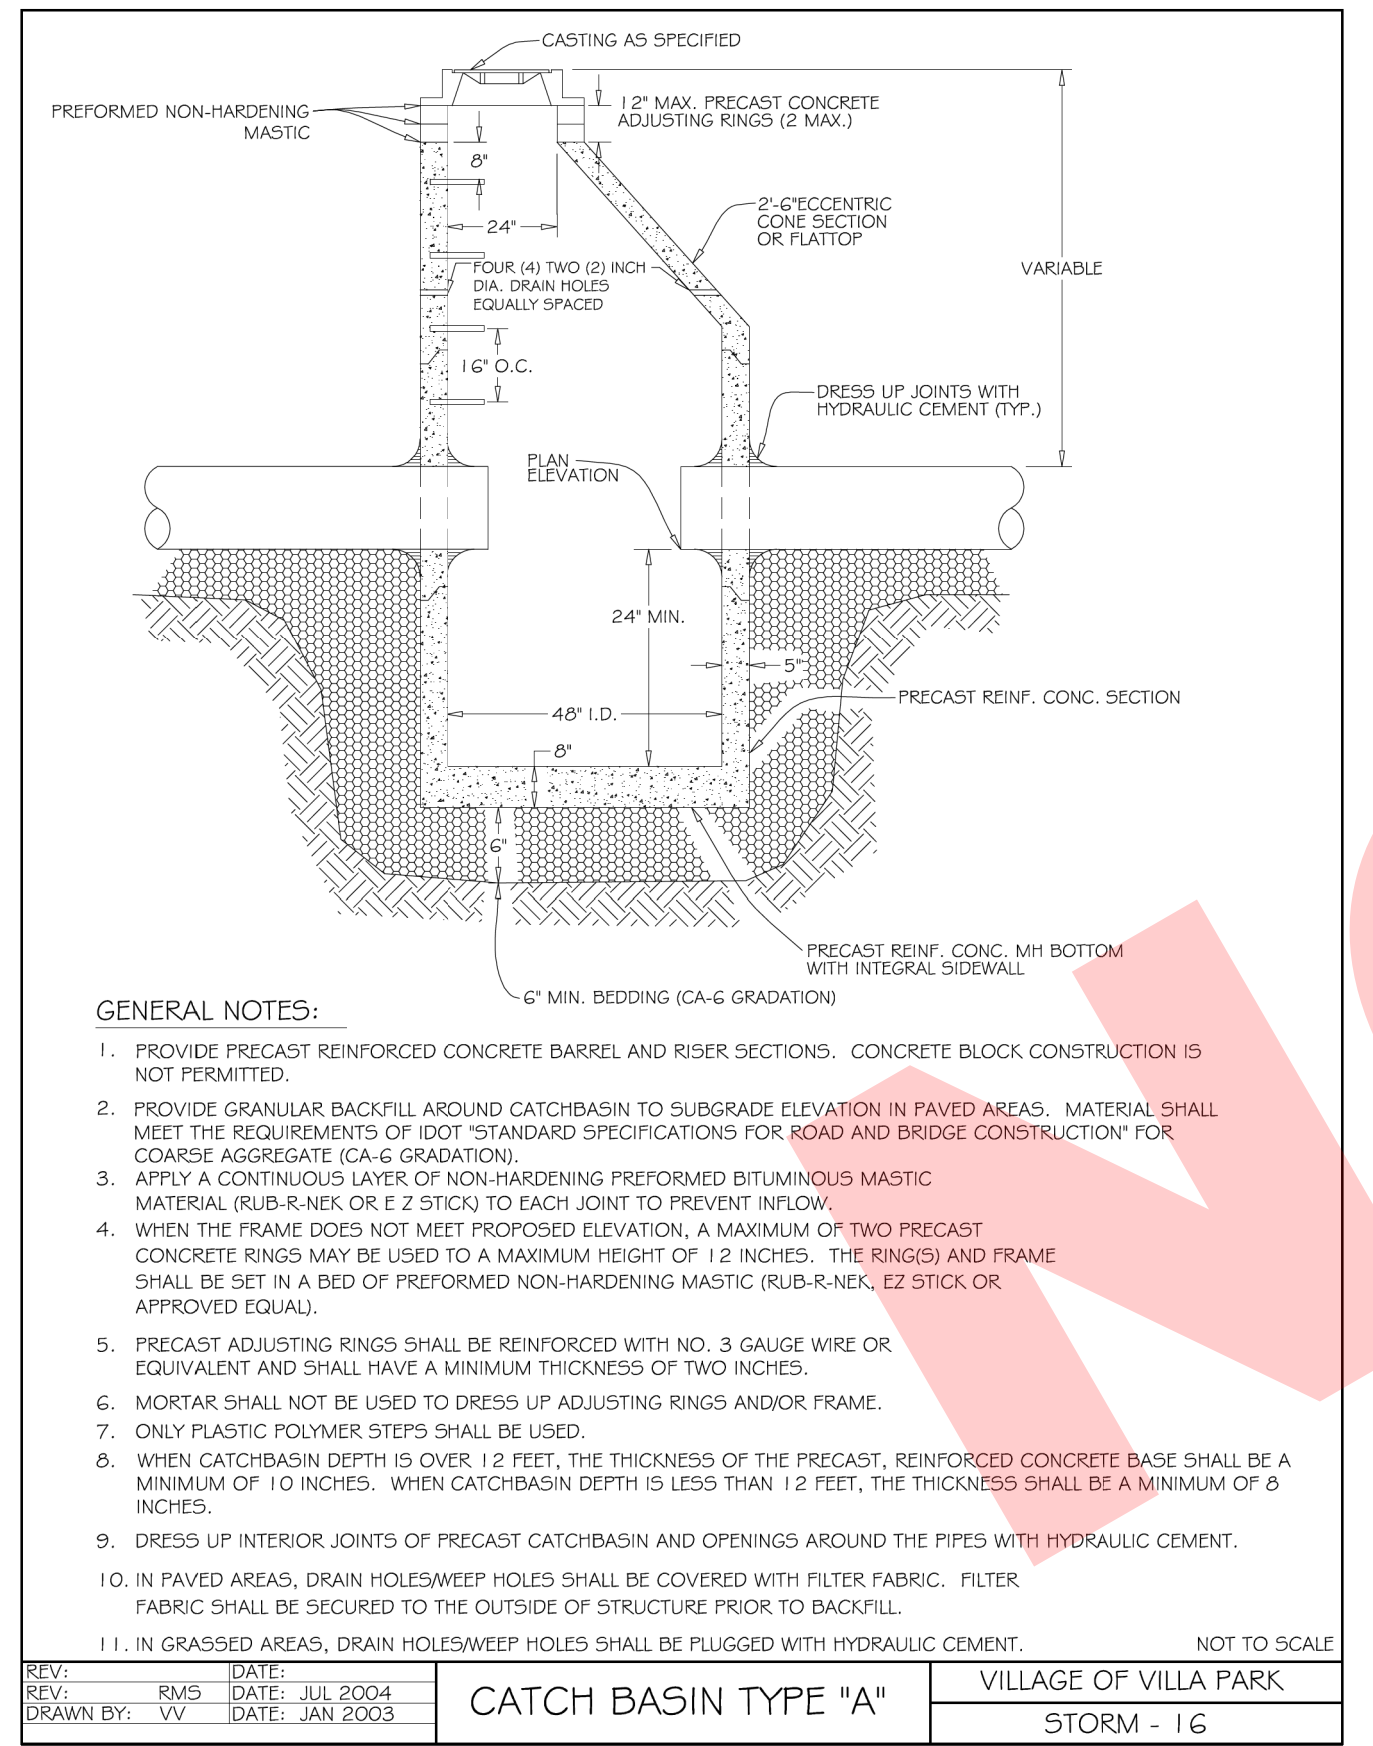 CASTING AS SPECIFIED
PREFORMED NON-HARDENING
MASTIC
12" MAX. PRECAST CONCRETE
ADJUSTING RINGS (2 MAX.)
8"
2'-6"ECCENTRIC
CONE SECTION
OR FLATTOP
24"
VARIABLE
FOUR (4) TWO (2) INCH
DIA. DRAIN HOLES
EQUALLY SPACED
16" O.C.
DRESS UP JOINTS WITH
HYDRAULIC CEMENT (TYP.)
PLAN
ELEVATION
24" MIN.
5"
PRECAST REINF. CONC. SECTION
48" I.D.
8"
6"
PRECAST REINF. CONC. MH BOTTOM
WITH INTEGRAL SIDEWALL
6" MIN. BEDDING (CA-6 GRADATION)
GENERAL NOTES:
1. PROVIDE PRECAST REINFORCED CONCRETE BARREL AND RISER SECTIONS. CONCRETE BLOCK CONSTRUCTION IS
NOT PERMITTED.
2. PROVIDE GRANULAR BACKFILL AROUND CATCHBASIN TO SUBGRADE ELEVATION IN PAVED AREAS. MATERIAL SHALL
MEET THE REQUIREMENTS OF IDOT "STANDARD SPECIFICATIONS FOR ROAD AND BRIDGE CONSTRUCTION" FOR
COARSE AGGREGATE (CA-6 GRADATION).
3. APPLY A CONTINUOUS LAYER OF NON-HARDENING PREFORMED BITUMINOUS MASTIC
MATERIAL (RUB-R-NEK OR E Z STICK) TO EACH JOINT TO PREVENT INFLOW.
4. WHEN THE FRAME DOES NOT MEET PROPOSED ELEVATION, A MAXIMUM OF TWO PRECAST
CONCRETE RINGS MAY BE USED TO A MAXIMUM HEIGHT OF 12 INCHES. THE RING(S) AND FRAME
SHALL BE SET IN A BED OF PREFORMED NON-HARDENING MASTIC (RUB-R-NEK, EZ STICK OR
APPROVED EQUAL).
5. PRECAST ADJUSTING RINGS SHALL BE REINFORCED WITH NO. 3 GAUGE WIRE OR
EQUIVALENT AND SHALL HAVE A MINIMUM THICKNESS OF TWO INCHES.
6. MORTAR SHALL NOT BE USED TO DRESS UP ADJUSTING RINGS AND/OR FRAME.
7. ONLY PLASTIC POLYMER STEPS SHALL BE USED.
8. WHEN CATCHBASIN DEPTH IS OVER 12 FEET, THE THICKNESS OF THE PRECAST, REINFORCED CONCRETE BASE SHALL BE A
MINIMUM OF 10 INCHES. WHEN CATCHBASIN DEPTH IS LESS THAN 12 FEET, THE THICKNESS SHALL BE A MINIMUM OF 8
INCHES.
9. DRESS UP INTERIOR JOINTS OF PRECAST CATCHBASIN AND OPENINGS AROUND THE PIPES WITH HYDRAULIC CEMENT.
10. IN PAVED AREAS, DRAIN HOLES/WEEP HOLES SHALL BE COVERED WITH FILTER FABRIC. FILTER
FABRIC SHALL BE SECURED TO THE OUTSIDE OF STRUCTURE PRIOR TO BACKFILL.
11. IN GRASSED AREAS, DRAIN HOLES/WEEP HOLES SHALL BE PLUGGED WITH HYDRAULIC CEMENT.
NOT TO SCALE
REV: DATE:
REV: RMS DATE: JUL 2004
DRAWN BY: VV DATE: JAN 2003
CATCH BASIN TYPE "A"
VILLAGE OF VILLA PARK
STORM - 16